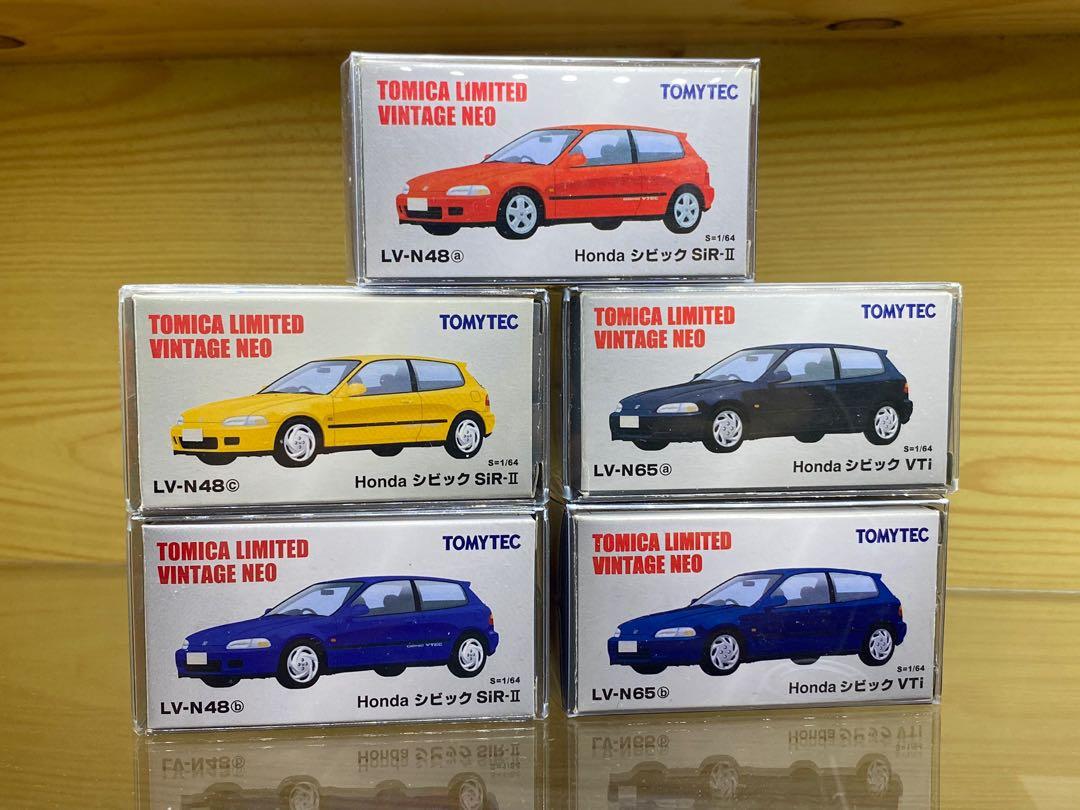 TOMICA LIMITED
VINTAGE NEO
TOMYTEC
S=1/64
LV-N48ⓐ
Honda シビック SiR-II
TOMICA LIMITED
VINTAGE NEO
TOMYTEC
S=1/64
LV-N48ⓒ
Honda シビック SiR-II
TOMICA LIMITED
VINTAGE NEO
TOMYTEC
S=1/64
LV-N65ⓐ
Honda シビック VTi
TOMICA LIMITED
VINTAGE NEO
TOMYTEC
DOHC VTEC
S=1/64
LV-N48ⓑ
Honda シビック SiR-II
TOMICA LIMITED
VINTAGE NEO
TOMYTEC
S=1/64
LV-N65ⓑ
Honda シビック VTi